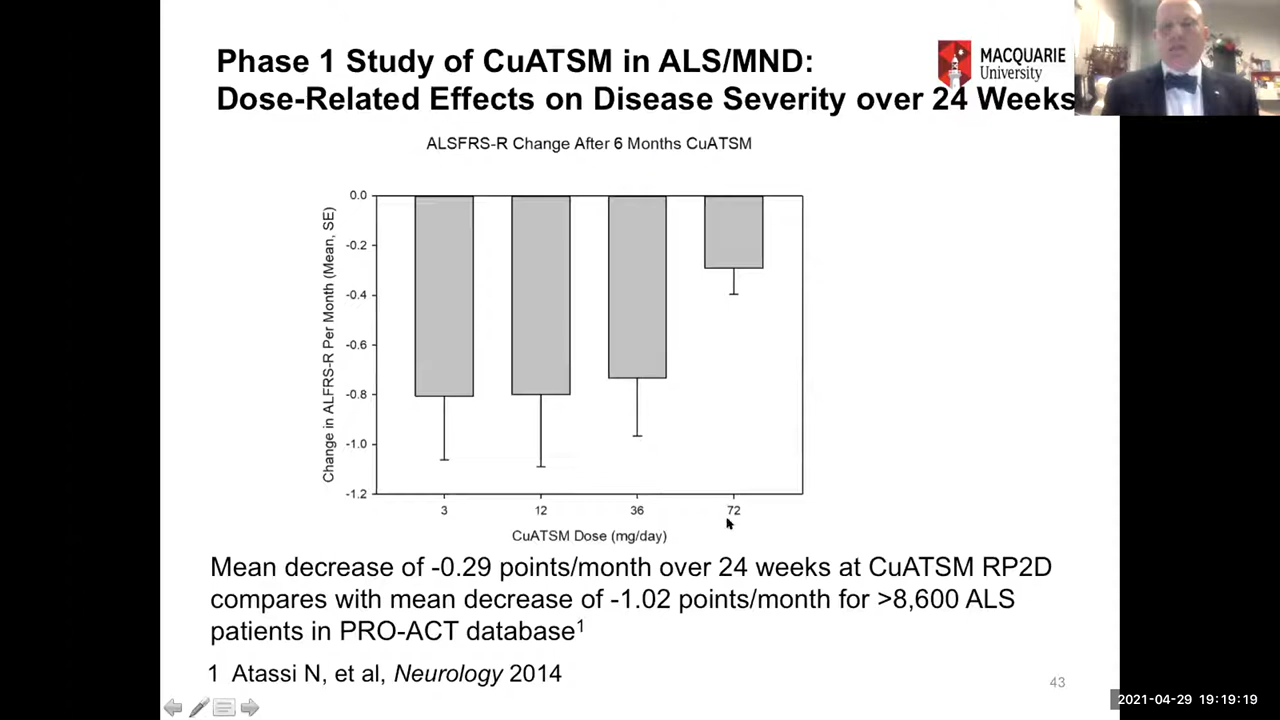 Phase 1 Study of CuATSM in ALS/MND:
Dose-Related Effects on Disease Severity over 24 Weeks
MACQUARIE
University
ALSFRS-R Change After 6 Months CuATSM
Change in ALFRS-R Per Month (Mean, SE)
0.0
-0.2
-0.4
-0.6
-0.8
-1.0
-1.2
3 12 36 72
CuATSM Dose (mg/day)
Mean decrease of -0.29 points/month over 24 weeks at CuATSM RP2D
compares with mean decrease of -1.02 points/month for >8,600 ALS
patients in PRO-ACT database1
1 Atassi N, et al, Neurology 2014
43
2021-04-29 19:19:19